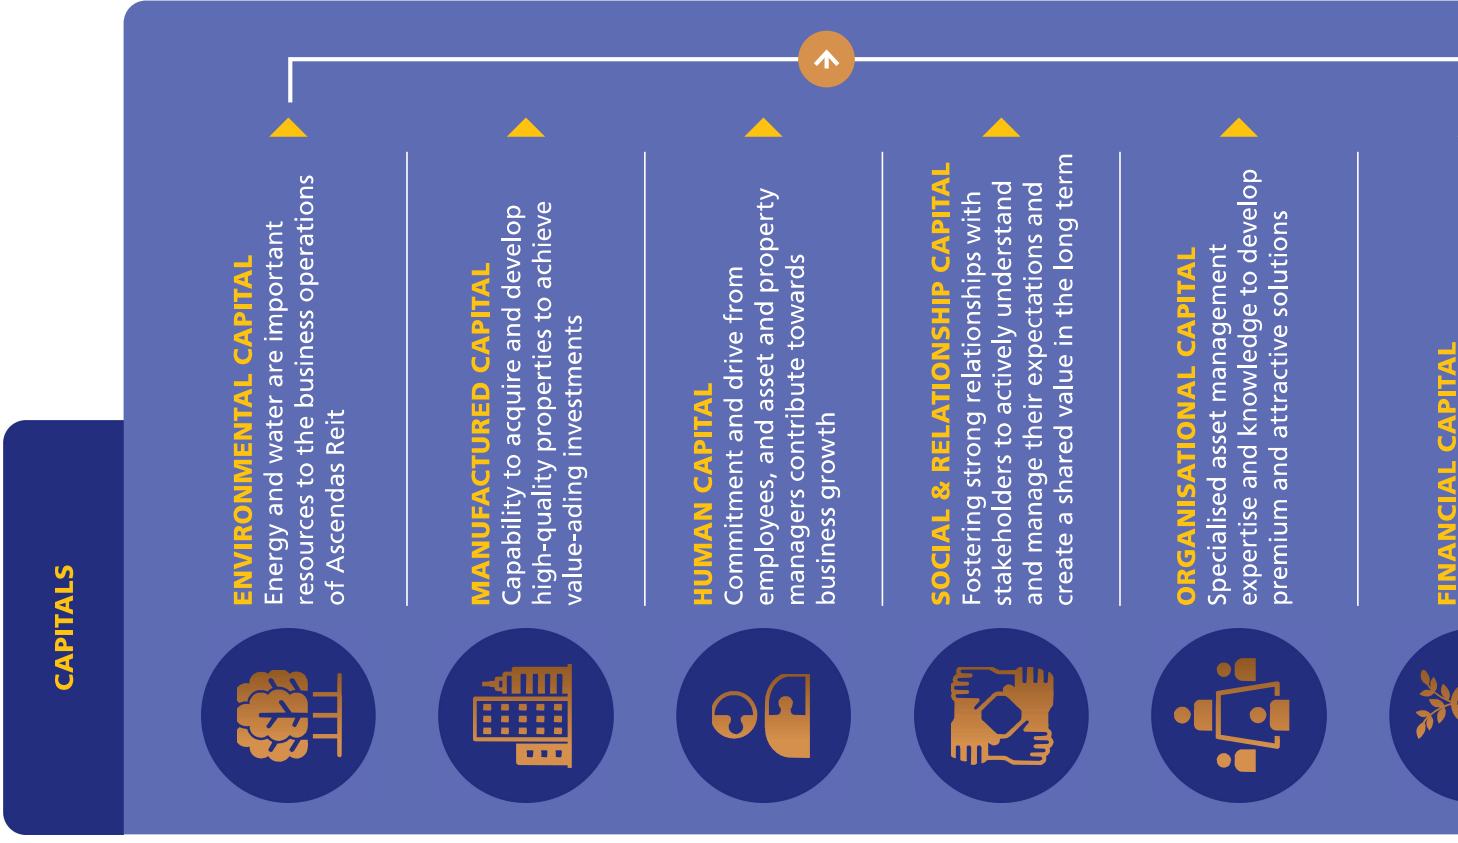 CAPITALS
ENVIRONMENTAL CAPITAL
Energy and water are important
resources to the business operations
of Ascendas Reit
MANUFACTURED CAPITAL
Capability to acquire and develop
high-quality properties to achieve
value-ading investments
HUMAN CAPITAL
Commitment and drive from
employees, and asset and property
managers contribute towards
business growth
SOCIAL & RELATIONSHIP CAPITAL
Fostering strong relationships with
stakeholders to actively understand
and manage their expectations and
create a shared value in the long term
ORGANISATIONAL CAPITAL
Specialised asset management
expertise and knowledge to develop
premium and attractive solutions
FINANCIAL CAPITAL